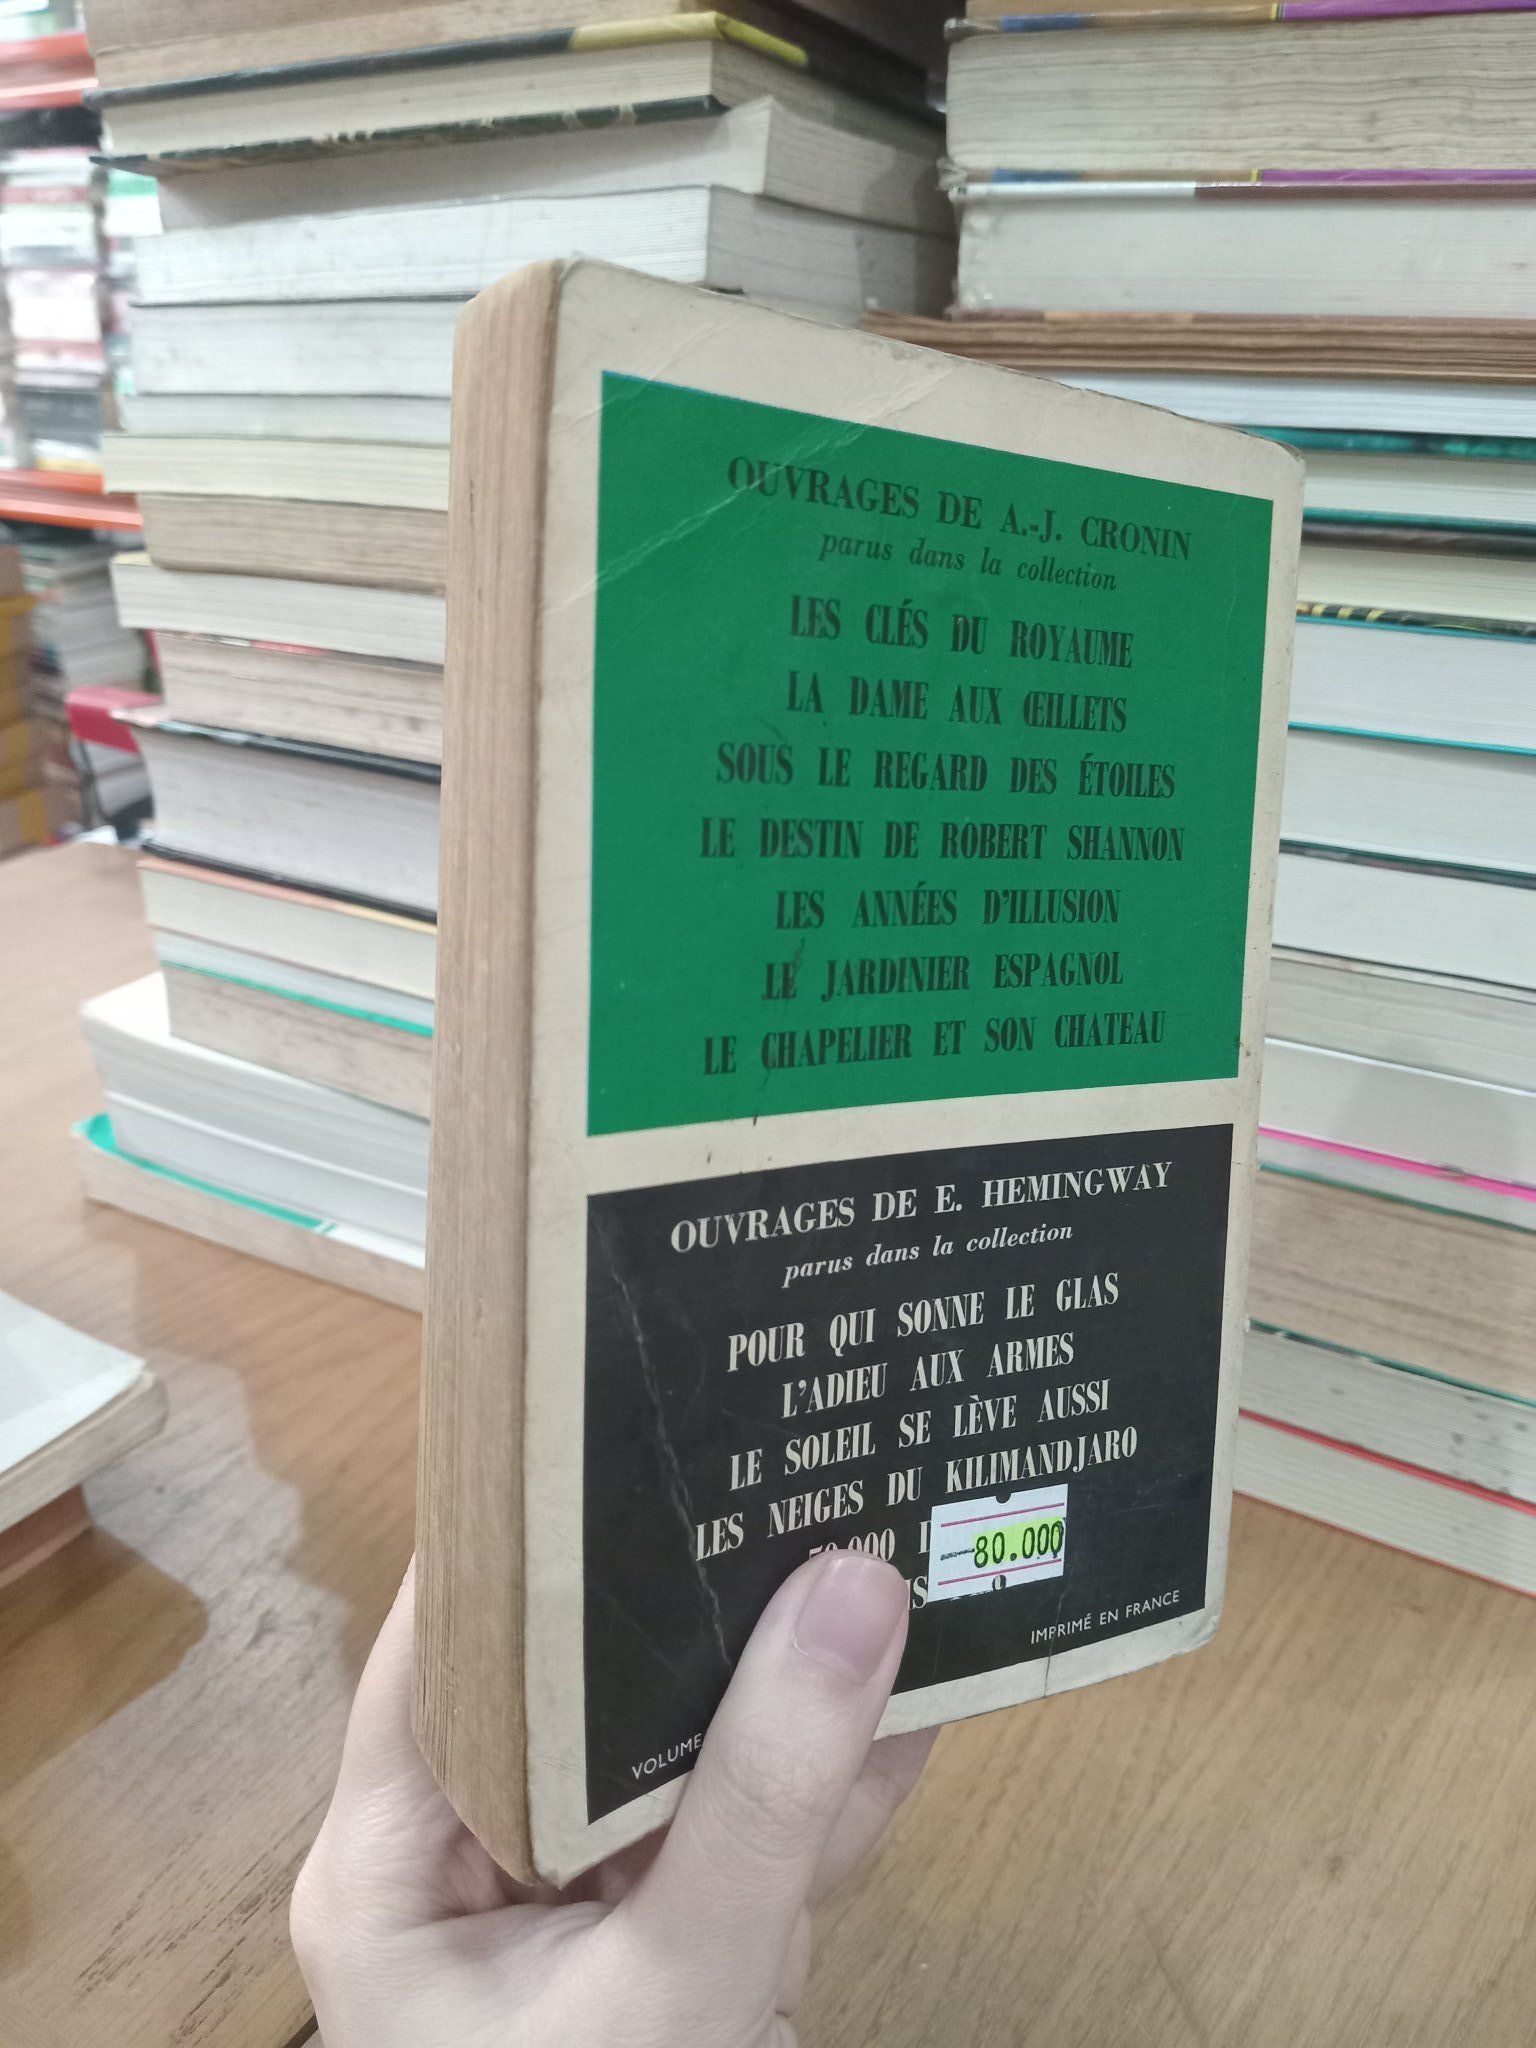 OUVRAGES DE A.-J. CRONIN
parus dans la collection
LES CLÉS DU ROYAUME
LA DAME AUX ŒILLETS
SOUS LE REGARD DES ÉTOILES
LE DESTIN DE ROBERT SHANNON
LES ANNÉES D'ILLUSION
LE JARDINIER ESPAGNOL
LE CHAPELIER ET SON CHATEAU
OUVRAGES DE E. HEMINGWAY
parus dans la collection
POUR QUI SONNE LE GLAS
L'ADIEU AUX ARMES
LE SOLEIL SE LÈVE AUSSI
LES NEIGES DU KILIMANDJARO
80.000
IMPRIMÉ EN FRANCE
VOLUME